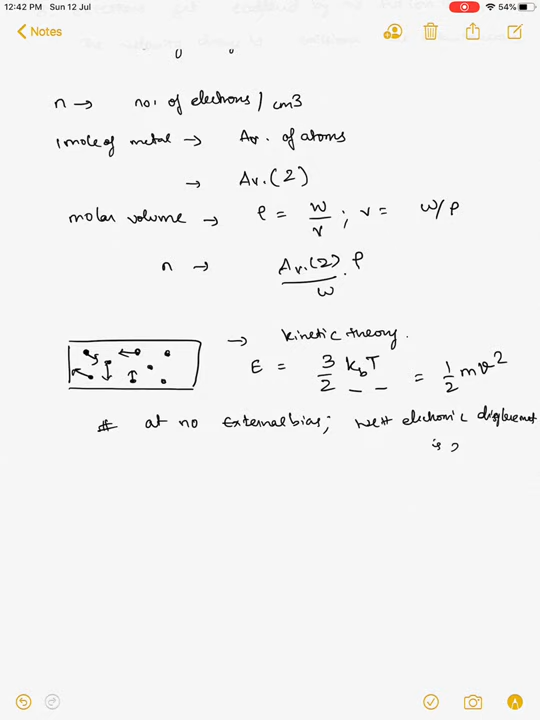 12:42 PM Sun 12 Jul
54%
Notes
n → no. of electrons / cm3
1 mole of metal → Av. of atoms
→ Av.(2)
molar volume → ρ = w/v ; v = w/ρ
n → Av.(2)/w . ρ
→ kinetic theory.
E = 3/2 kbT = 1/2 mv2
# at no External bias; Nett electronic displacement
is